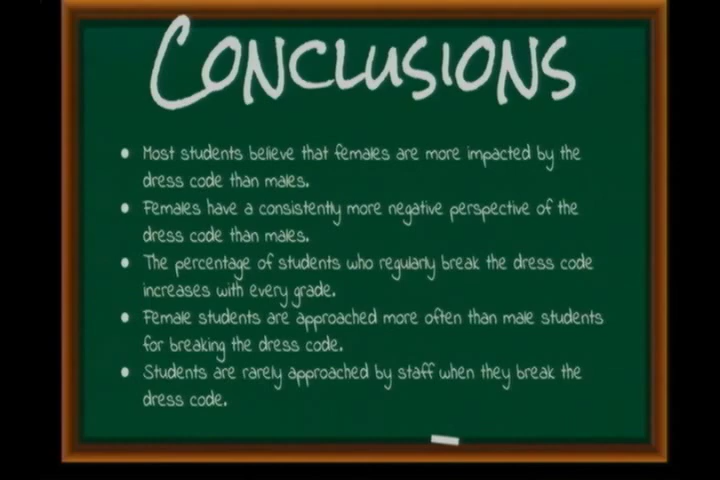 CONCLUSIONS
• Most students believe that females are more impacted by the
dress code than males.
• Females have a consistently more negative perspective of the
dress code than males.
• The percentage of students who regularly break the dress code
increases with every grade.
• Female students are approached more often than male students
for breaking the dress code.
• Students are rarely approached by staff when they break the
dress code.